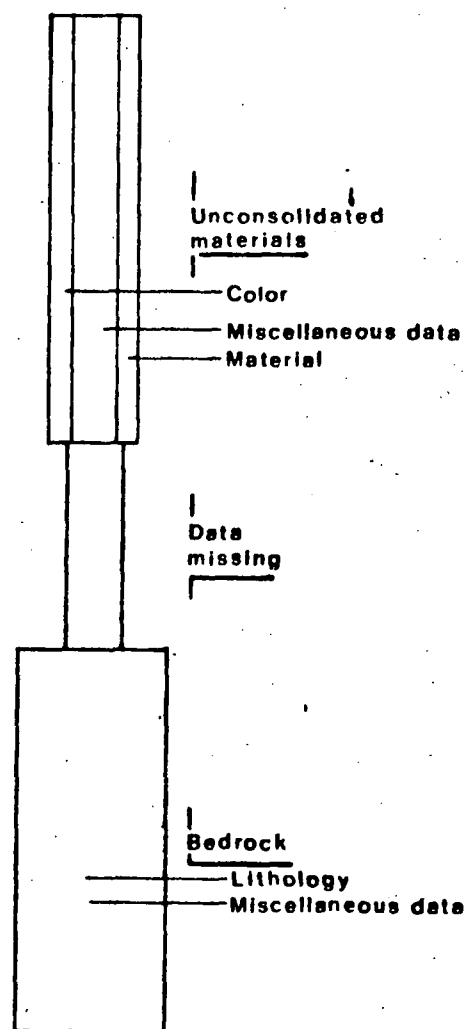 Unconsolidated
materials
Color
Miscellaneous data
Material
Data
missing
Bedrock
Lithology
Miscellaneous data